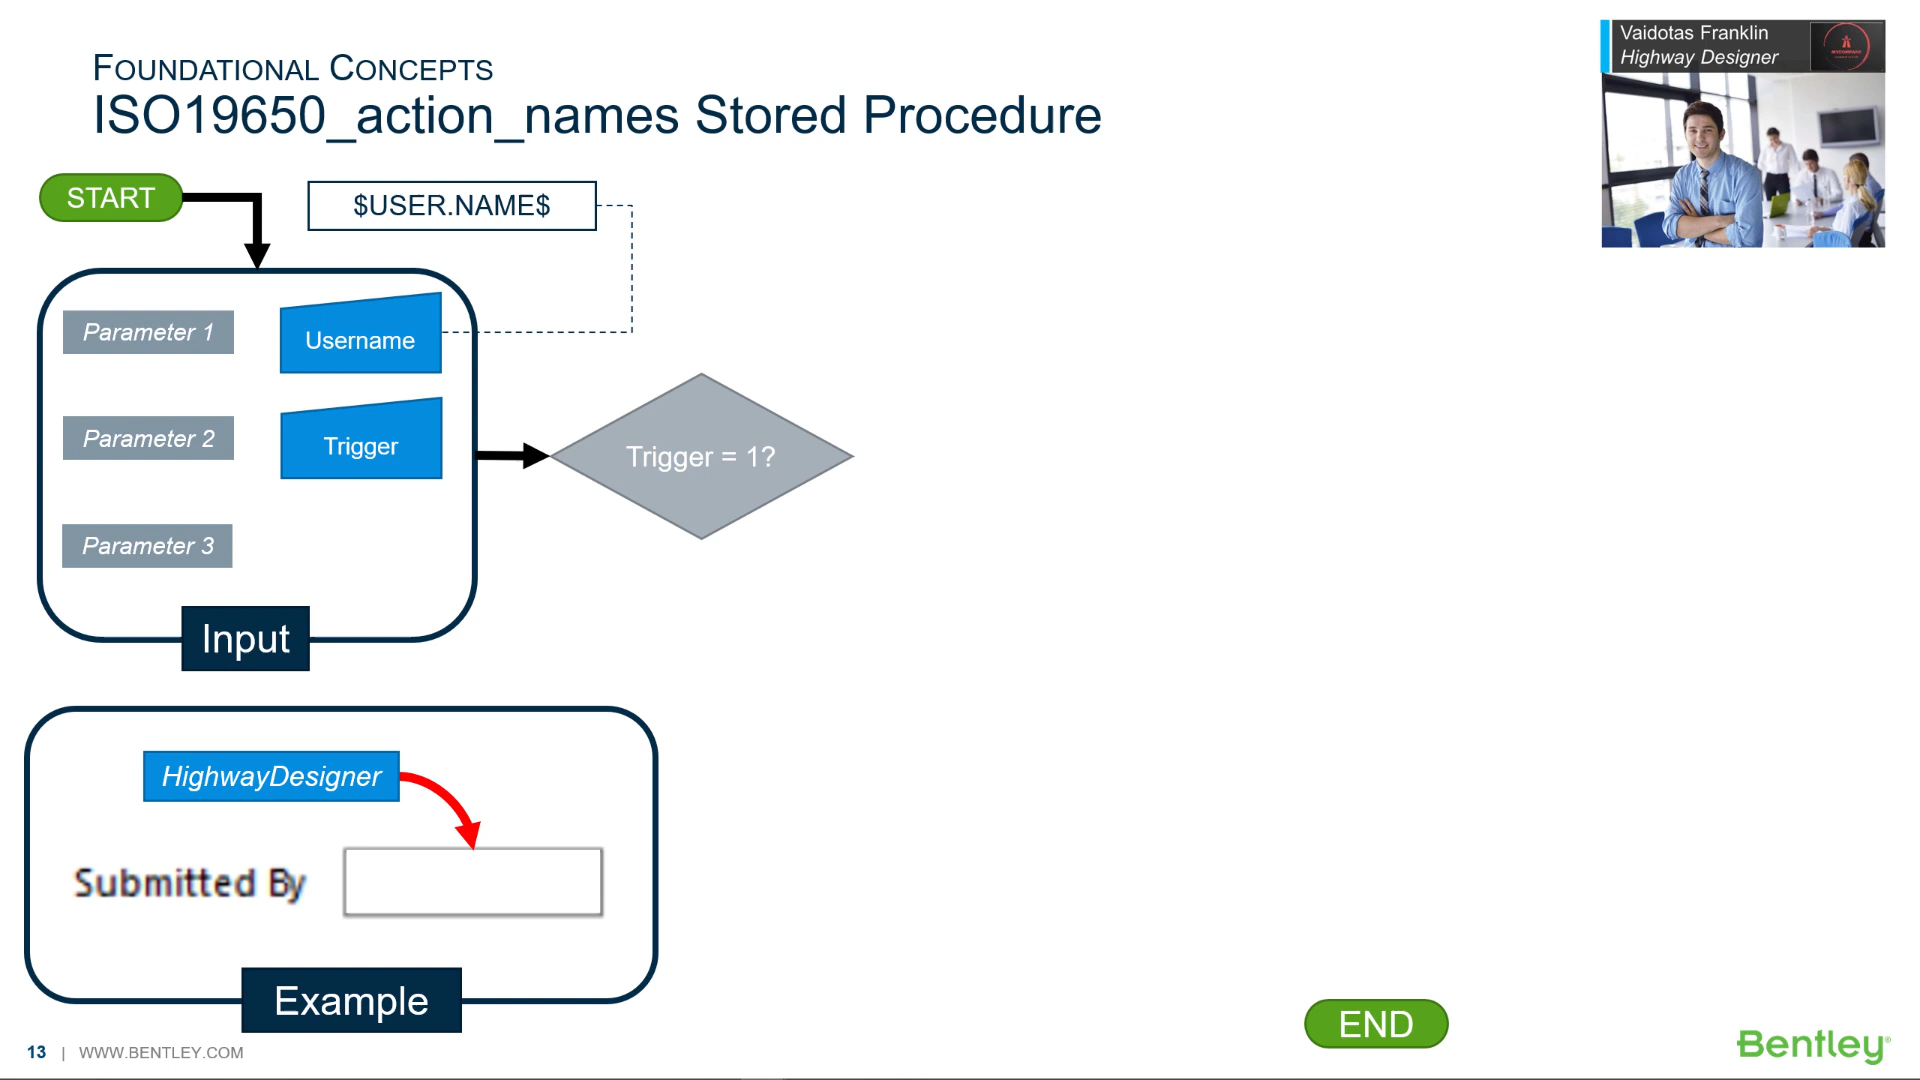 FOUNDATIONAL CONCEPTS
ISO19650_action_names Stored Procedure
Vaidotas Franklin
Highway Designer
START
$USER.NAME$
Parameter 1
Username
Parameter 2
Trigger
Trigger = 1?
Parameter 3
Input
HighwayDesigner
Submitted By
Example
END
13 | WWW.BENTLEY.COM
Bentley